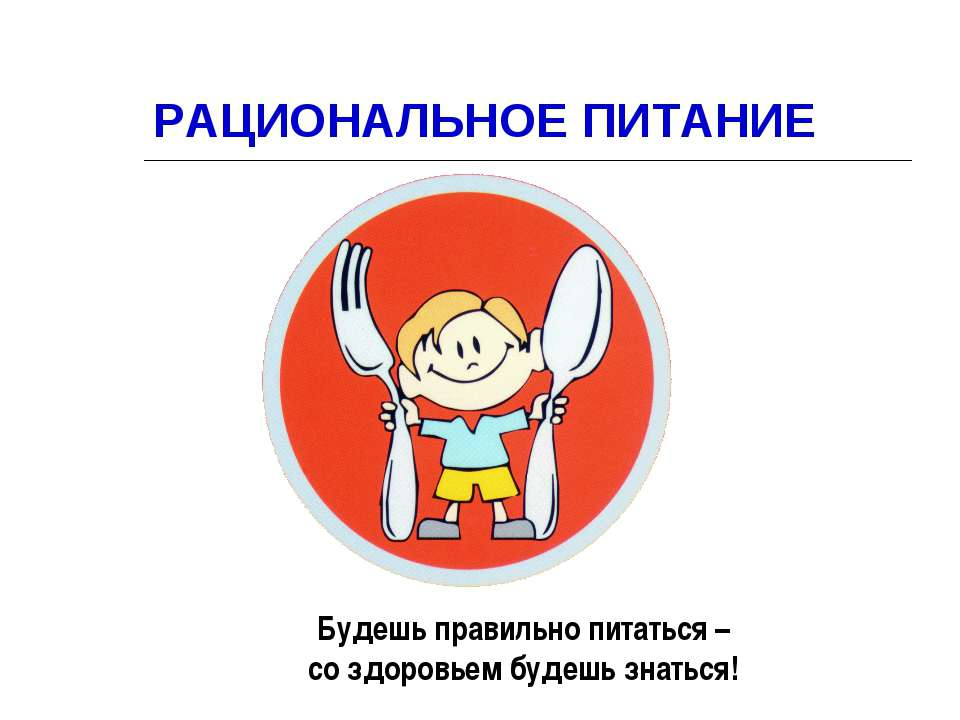 РАЦИОНАЛЬНОЕ ПИТАНИЕ
Будешь правильно питаться –
со здоровьем будешь знаться!